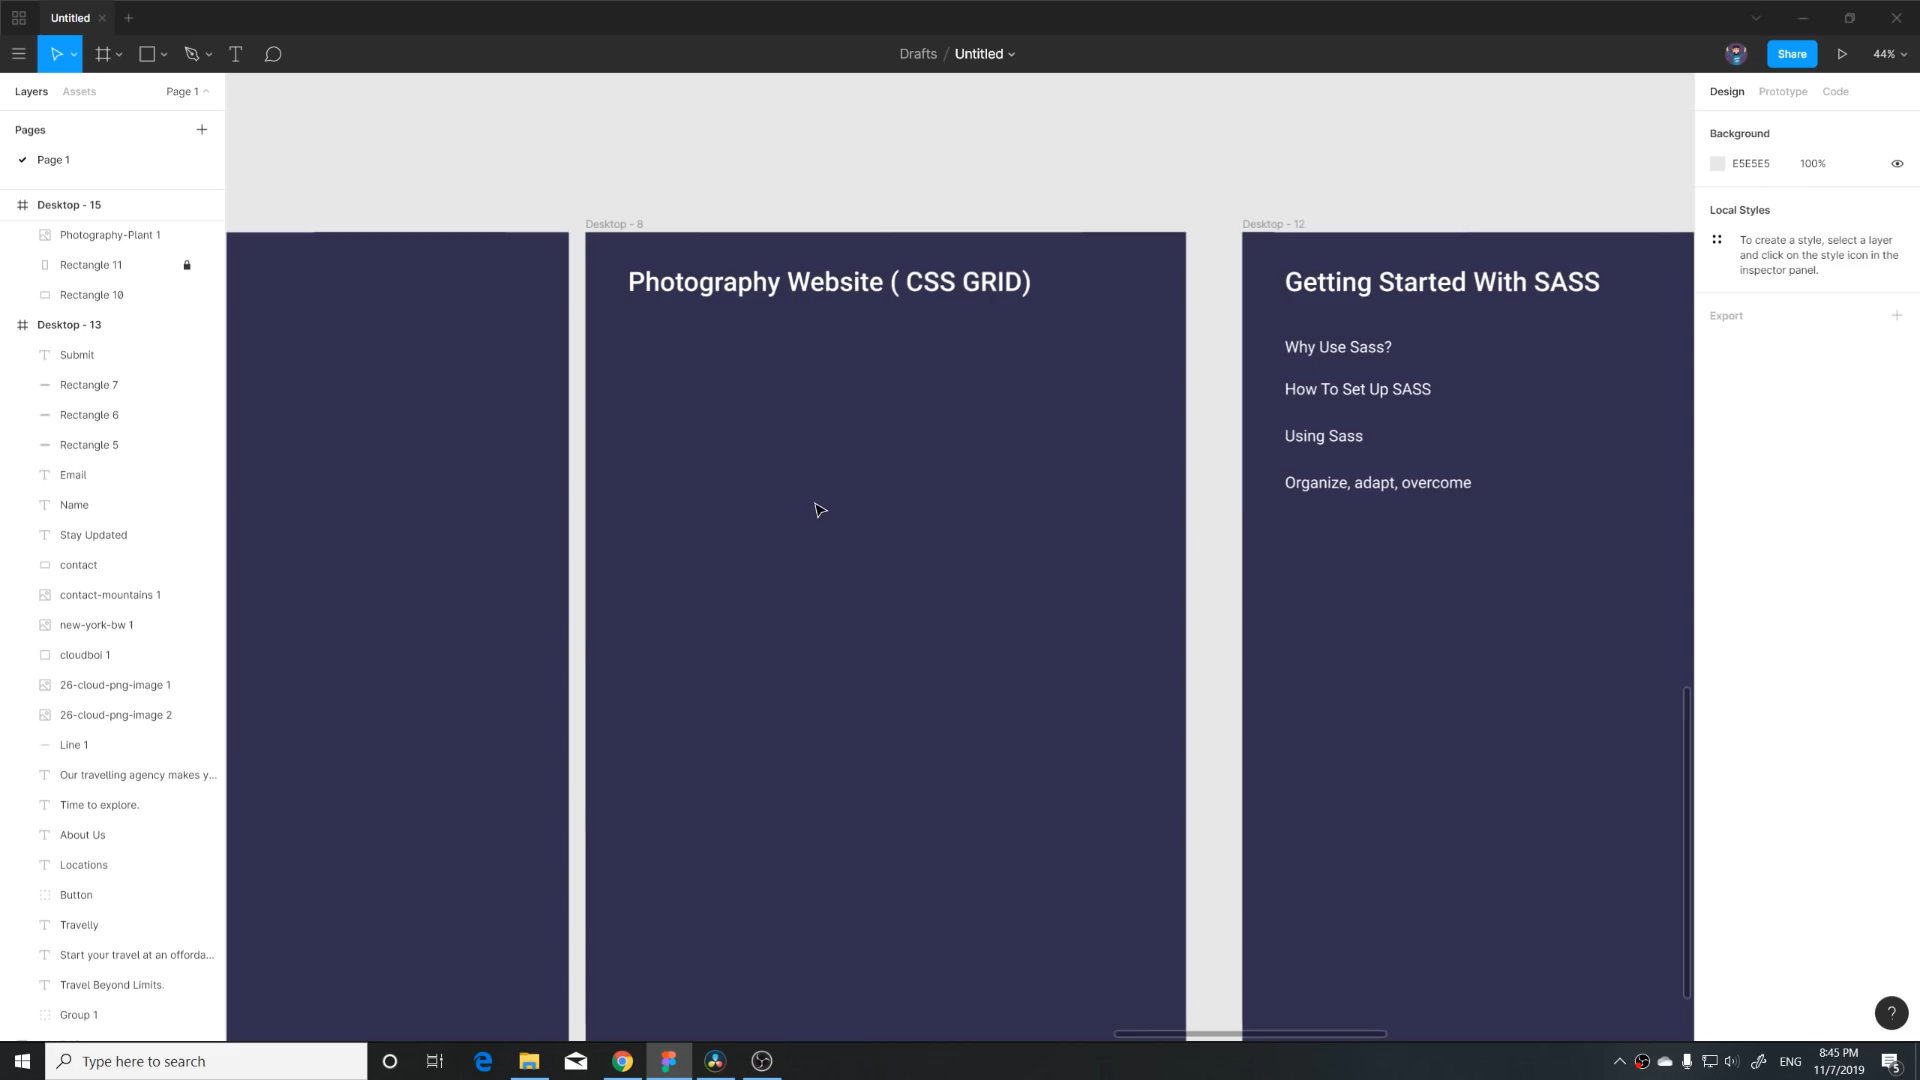 Untitled
Drafts / Untitled
Share
44%
Layers
Assets
Page 1
Pages
Page 1
Desktop - 15
Photography-Plant 1
Rectangle 11
Rectangle 10
Desktop - 13
Submit
Rectangle 7
Rectangle 6
Rectangle 5
Email
Name
Stay Updated
contact
contact-mountains 1
new-york-bw 1
cloudboi 1
26-cloud-png-image 1
26-cloud-png-image 2
Line 1
Our travelling agency makes y...
Time to explore.
About Us
Locations
Button
Travelly
Start your travel at an offorda...
Travel Beyond Limits.
Group 1
Desktop - 8
Photography Website ( CSS GRID)
Desktop - 12
Getting Started With SASS
Why Use Sass?
How To Set Up SASS
Using Sass
Organize, adapt, overcome
Design
Prototype
Code
Background
E5E5E5
100%
Local Styles
To create a style, select a layer
and click on the style icon in the
inspector panel.
Export
?
Type here to search
ENG
8:45 PM
11/7/2019
5